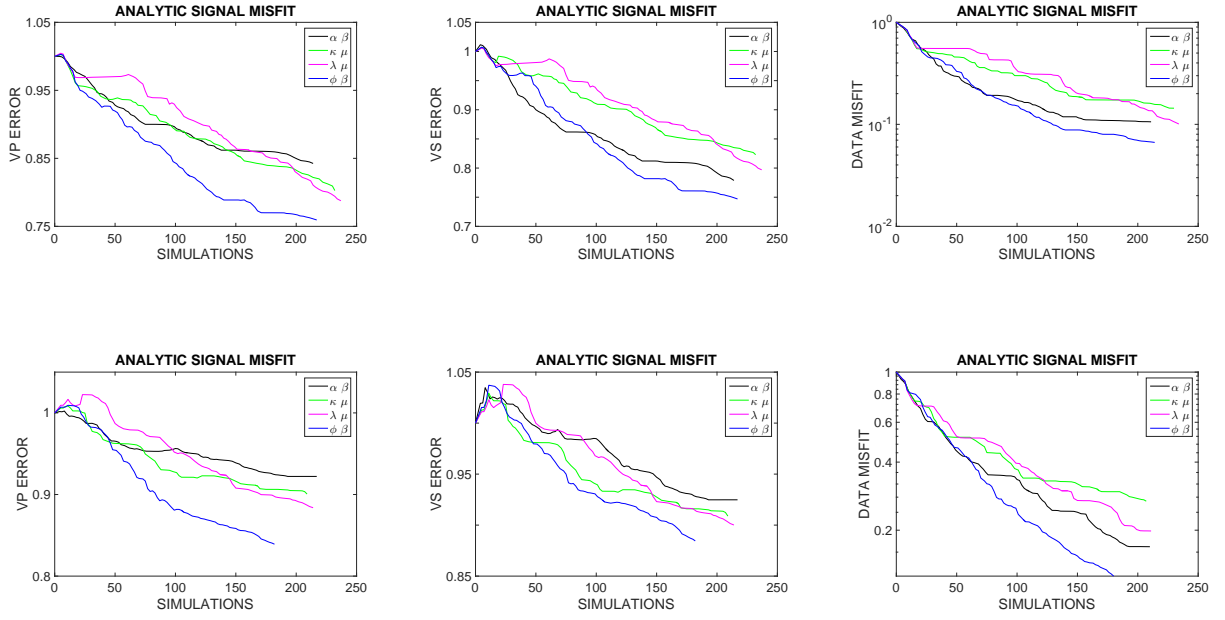 ANALYTIC SIGNAL MISFIT
1.05
0.95
0.85
0.75
VP ERROR
0 50 100 150 200 250
SIMULATIONS
α β
κ μ
λ μ
ϕ β
ANALYTIC SIGNAL MISFIT
1.05
1
0.9
0.8
0.7
VS ERROR
0 50 100 150 200 250
SIMULATIONS
α β
κ μ
λ μ
ϕ β
ANALYTIC SIGNAL MISFIT
10^0
10^-1
10^-2
DATA MISFIT
0 50 100 150 200 250
SIMULATIONS
α β
κ μ
λ μ
ϕ β
ANALYTIC SIGNAL MISFIT
1
0.9
0.8
VP ERROR
0 50 100 150 200 250
SIMULATIONS
α β
κ μ
λ μ
ϕ β
ANALYTIC SIGNAL MISFIT
1.05
0.95
0.85
VS ERROR
0 50 100 150 200 250
SIMULATIONS
α β
κ μ
λ μ
ϕ β
ANALYTIC SIGNAL MISFIT
1
0.8
0.6
0.4
0.2
DATA MISFIT
0 50 100 150 200 250
SIMULATIONS
α β
κ μ
λ μ
ϕ β